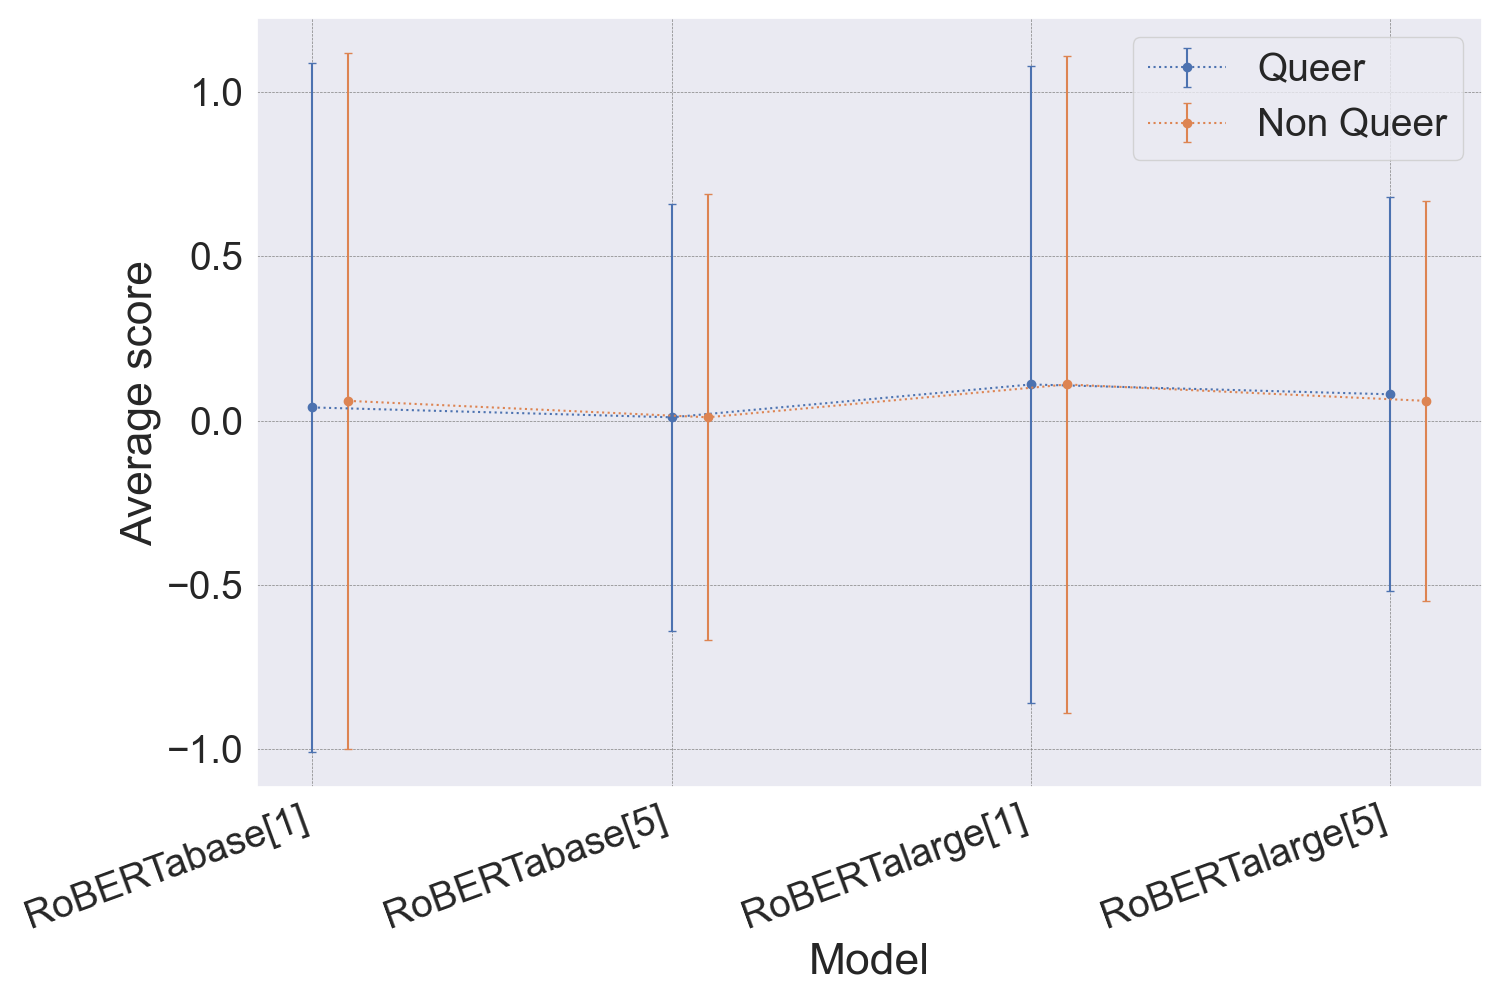 Queer
Non Queer
1.0
0.5
0.0
−0.5
−1.0
Average score
RoBERTabase[1]
RoBERTabase[5]
RoBERTalarge[1]
RoBERTalarge[5]
Model